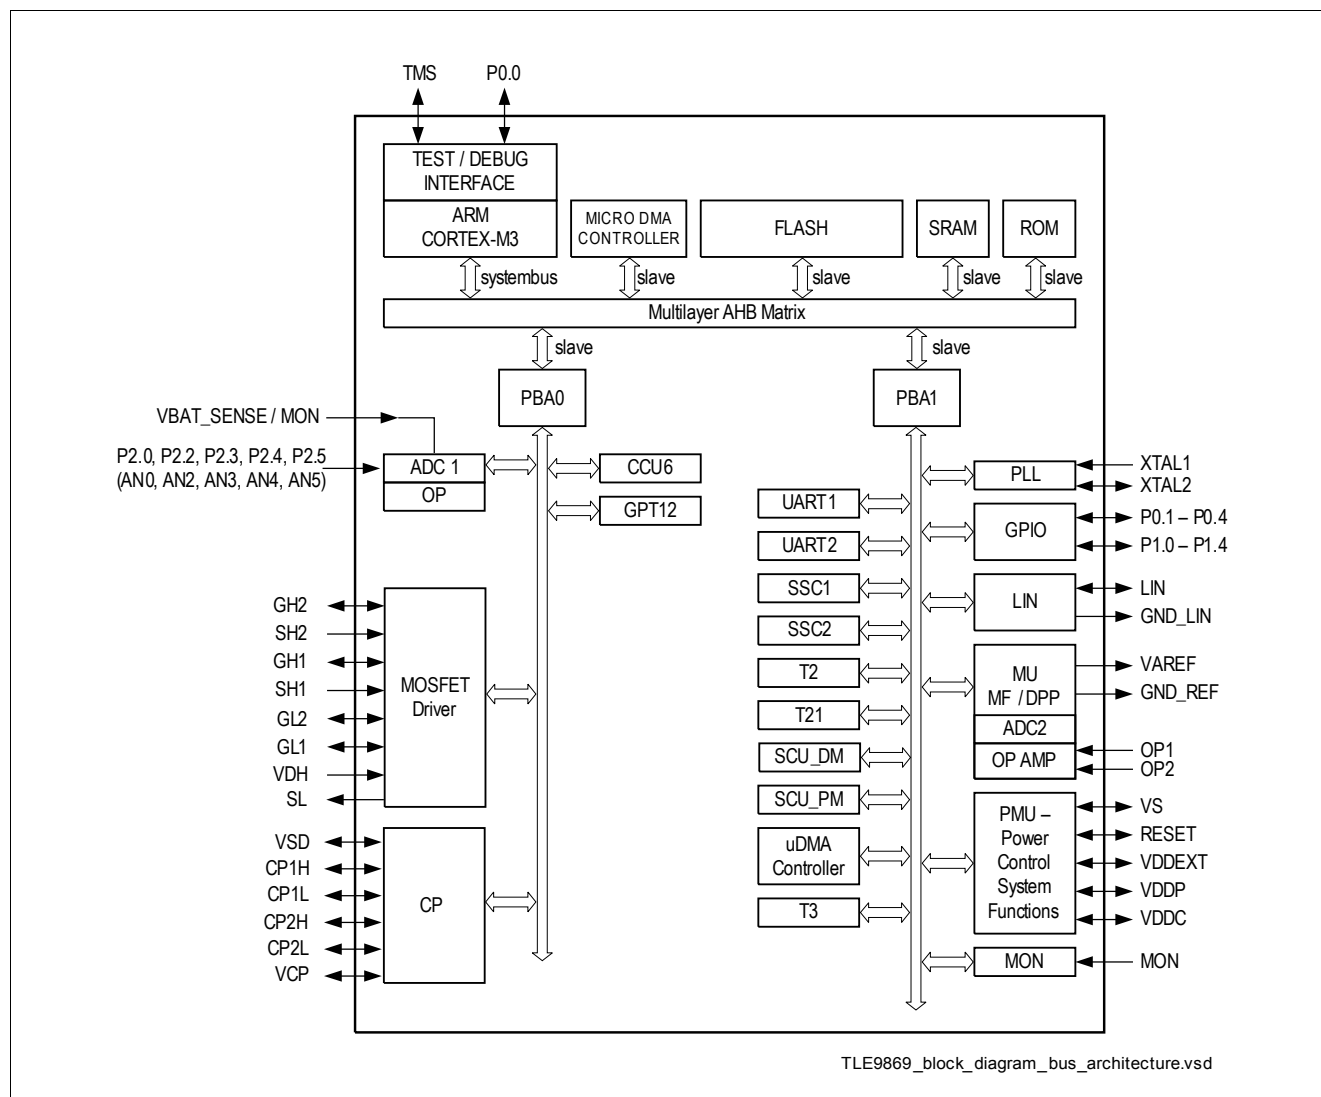 TMS
P0.0
TEST / DEBUG
INTERFACE
ARM
CORTEX-M3
MICRO DMA
CONTROLLER
FLASH
SRAM
ROM
systembus
slave
slave
slave
slave
Multilayer AHB Matrix
slave
slave
PBA0
PBA1
VBAT_SENSE / MON
P2.0, P2.2, P2.3, P2.4, P2.5
(AN0, AN2, AN3, AN4, AN5)
ADC 1
OP
CCU6
GPT12
GH2
SH2
GH1
SH1
GL2
GL1
VDH
SL
MOSFET
Driver
VSD
CP1H
CP1L
CP2H
CP2L
VCP
CP
UART1
UART2
SSC1
SSC2
T2
T21
SCU_DM
SCU_PM
uDMA
Controller
T3
PLL
XTAL1
XTAL2
GPIO
P0.1 – P0.4
P1.0 – P1.4
LIN
LIN
GND_LIN
MU
MF / DPP
ADC2
OP AMP
VAREF
GND_REF
OP1
OP2
PMU –
Power
Control
System
Functions
VS
RESET
VDDEXT
VDDP
VDDC
MON
MON
TLE9869_block_diagram_bus_architecture.vsd